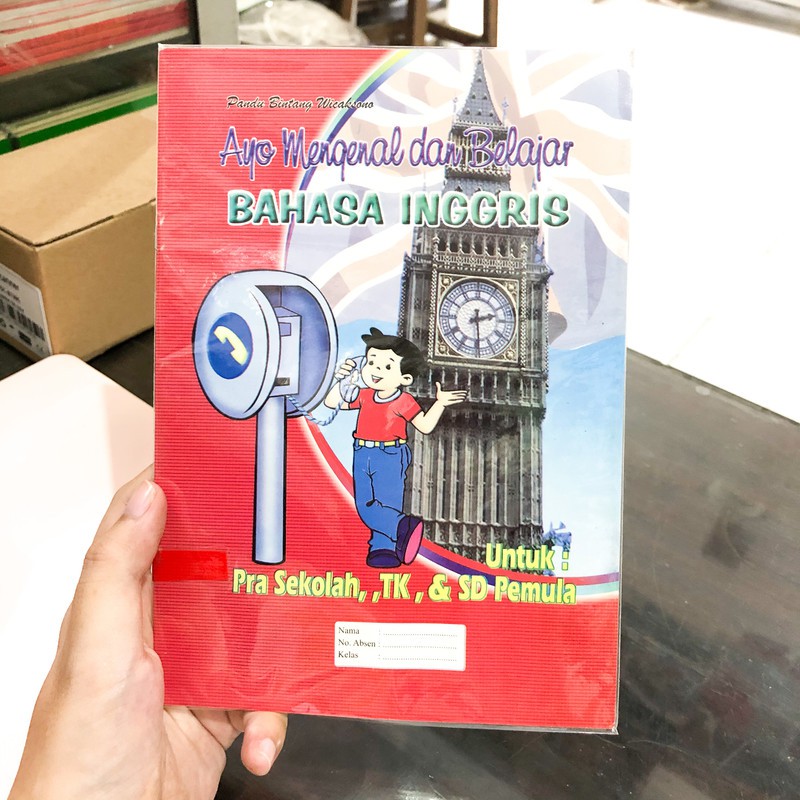 Pandu Bintang Wicaksono
Ayo Mengenal dan Belajar
BAHASA INGGRIS
Untuk :
Pra Sekolah, ,TK , & SD Pemula
Nama : ........................
No. Absen : ........................
Kelas : ........................